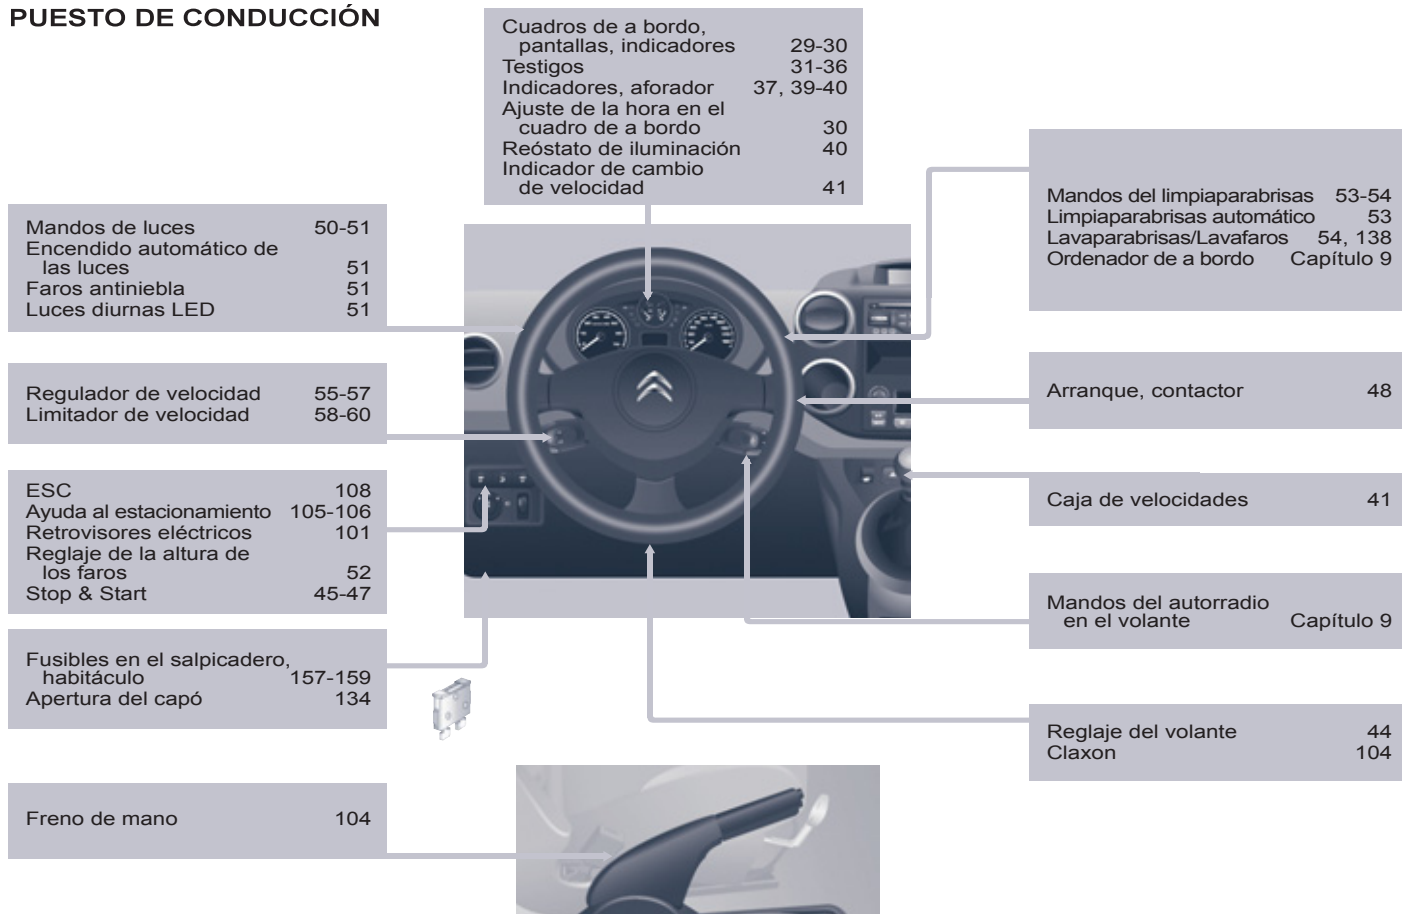 PUESTO DE CONDUCCIÓN
Cuadros de a bordo,
pantallas, indicadores 29-30
Testigos 31-36
Indicadores, aforador 37, 39-40
Ajuste de la hora en el
cuadro de a bordo 30
Reóstato de iluminación 40
Indicador de cambio
de velocidad 41
Mandos de luces 50-51
Encendido automático de
las luces 51
Faros antiniebla 51
Luces diurnas LED 51
Regulador de velocidad 55-57
Limitador de velocidad 58-60
ESC 108
Ayuda al estacionamiento 105-106
Retrovisores eléctricos 101
Reglaje de la altura de
los faros 52
Stop & Start 45-47
Fusibles en el salpicadero,
habitáculo 157-159
Apertura del capó 134
Freno de mano 104
Mandos del limpiaparabrisas 53-54
Limpiaparabrisas automático 53
Lavaparabrisas/Lavafaros 54, 138
Ordenador de a bordo Capítulo 9
Arranque, contactor 48
Caja de velocidades 41
Mandos del autorradio
en el volante Capítulo 9
Reglaje del volante 44
Claxon 104